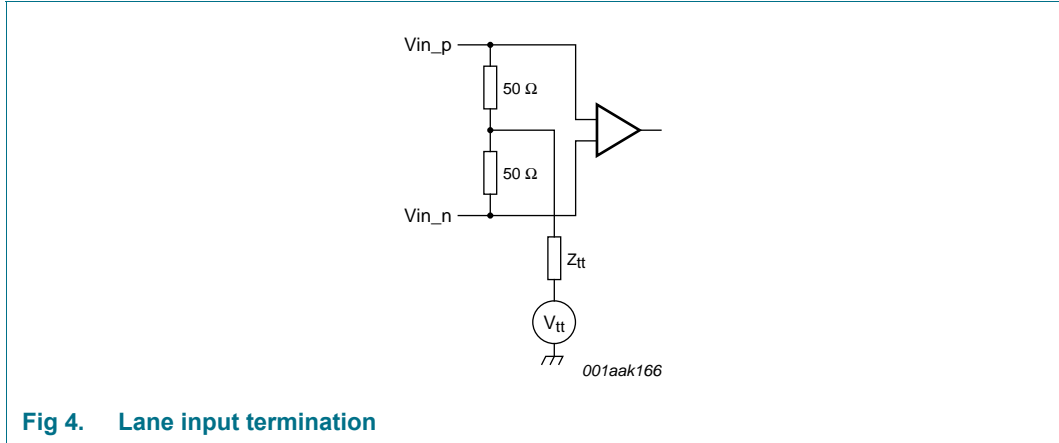 Vin_p
50 Ω
50 Ω
Vin_n
Ztt
Vtt
001aak166
Fig 4. Lane input termination